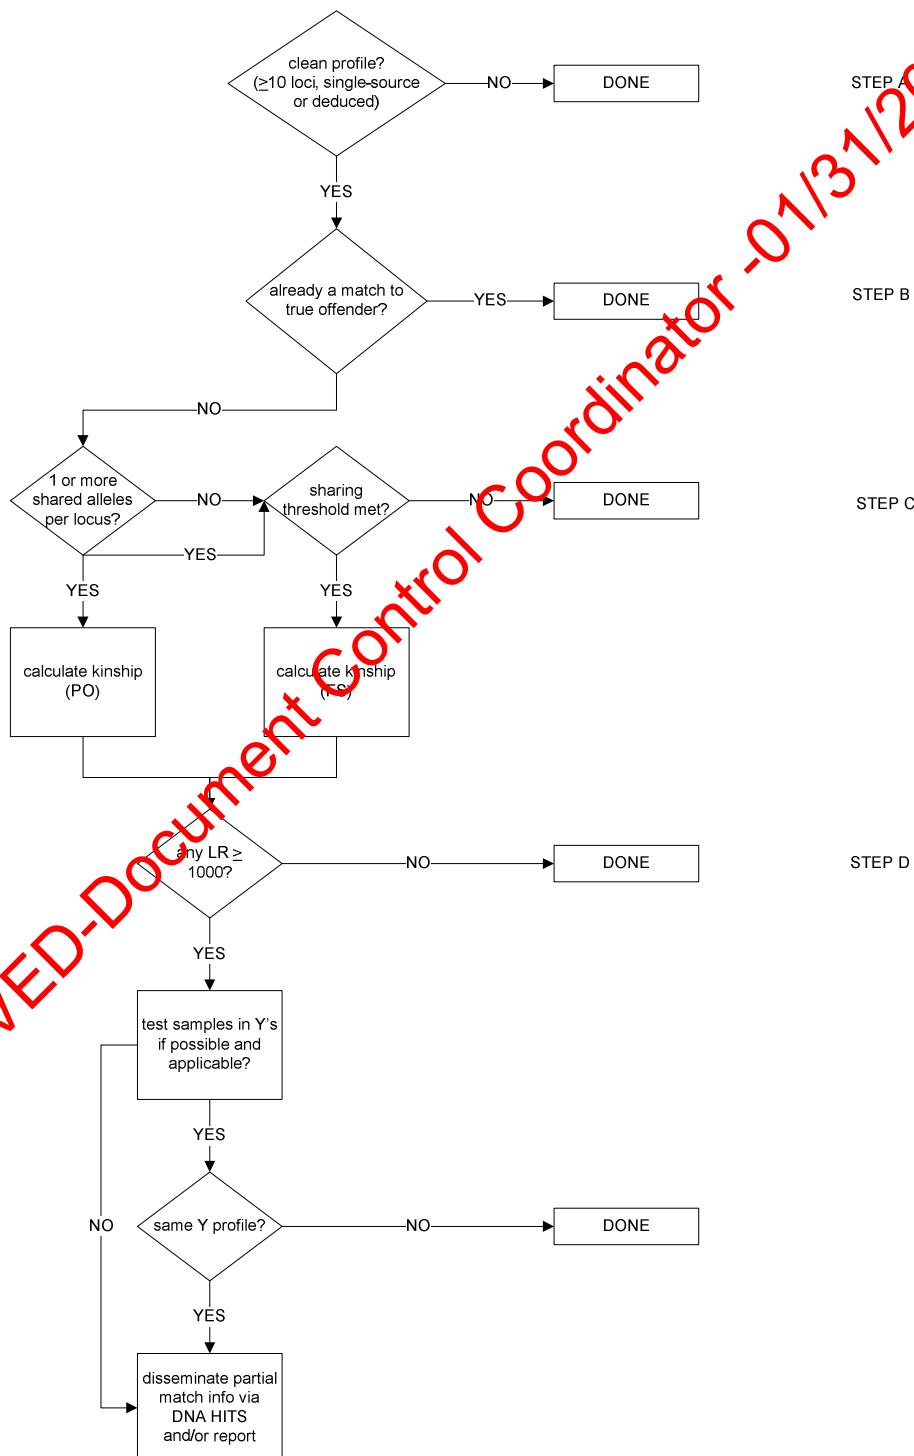 clean profile?
(≥10 loci, single-source
or deduced)
NO
DONE
STEP A
YES
already a match to
true offender?
YES
DONE
STEP B
NO
1 or more
shared alleles
per locus?
NO
sharing
threshold met?
NO
DONE
STEP C
YES
YES
YES
calculate kinship
(PO)
calculate kinship
(FS)
any LR ≥
1000?
NO
DONE
STEP D
YES
test samples in Y's
if possible and
applicable?
YES
NO
same Y profile?
NO
DONE
YES
disseminate partial
match info via
DNA HITS
and/or report
VED-Document Control Coordinator -01/31/20